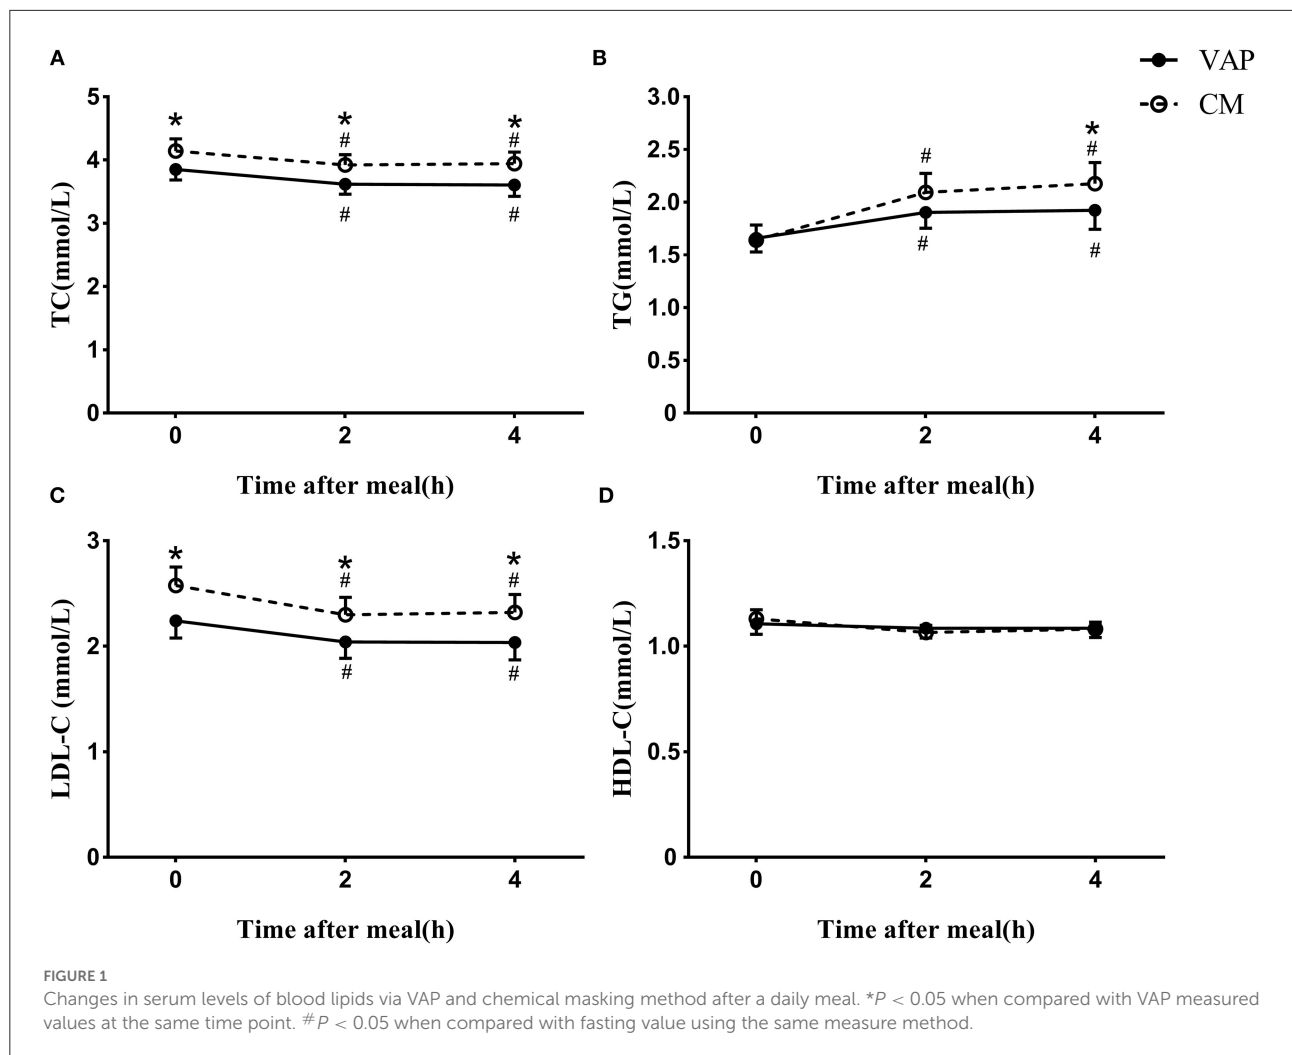 A
B
VAP
CM
TC(mmol/L)
5
4
3
2
1
0
* * *
# #
# #
0 2 4
Time after meal(h)
TG(mmol/L)
3.0
2.5
2.0
1.5
1.0
0.5
0
*
# #
# #
0 2 4
Time after meal(h)
C
D
LDL-C (mmol/L)
3
2
1
0
* * *
# #
# #
0 2 4
Time after meal(h)
HDL-C(mmol/L)
1.5
1.0
0.5
0
0 2 4
Time after meal(h)
FIGURE 1
Changes in serum levels of blood lipids via VAP and chemical masking method after a daily meal. *P < 0.05 when compared with VAP measured
values at the same time point. #P < 0.05 when compared with fasting value using the same measure method.